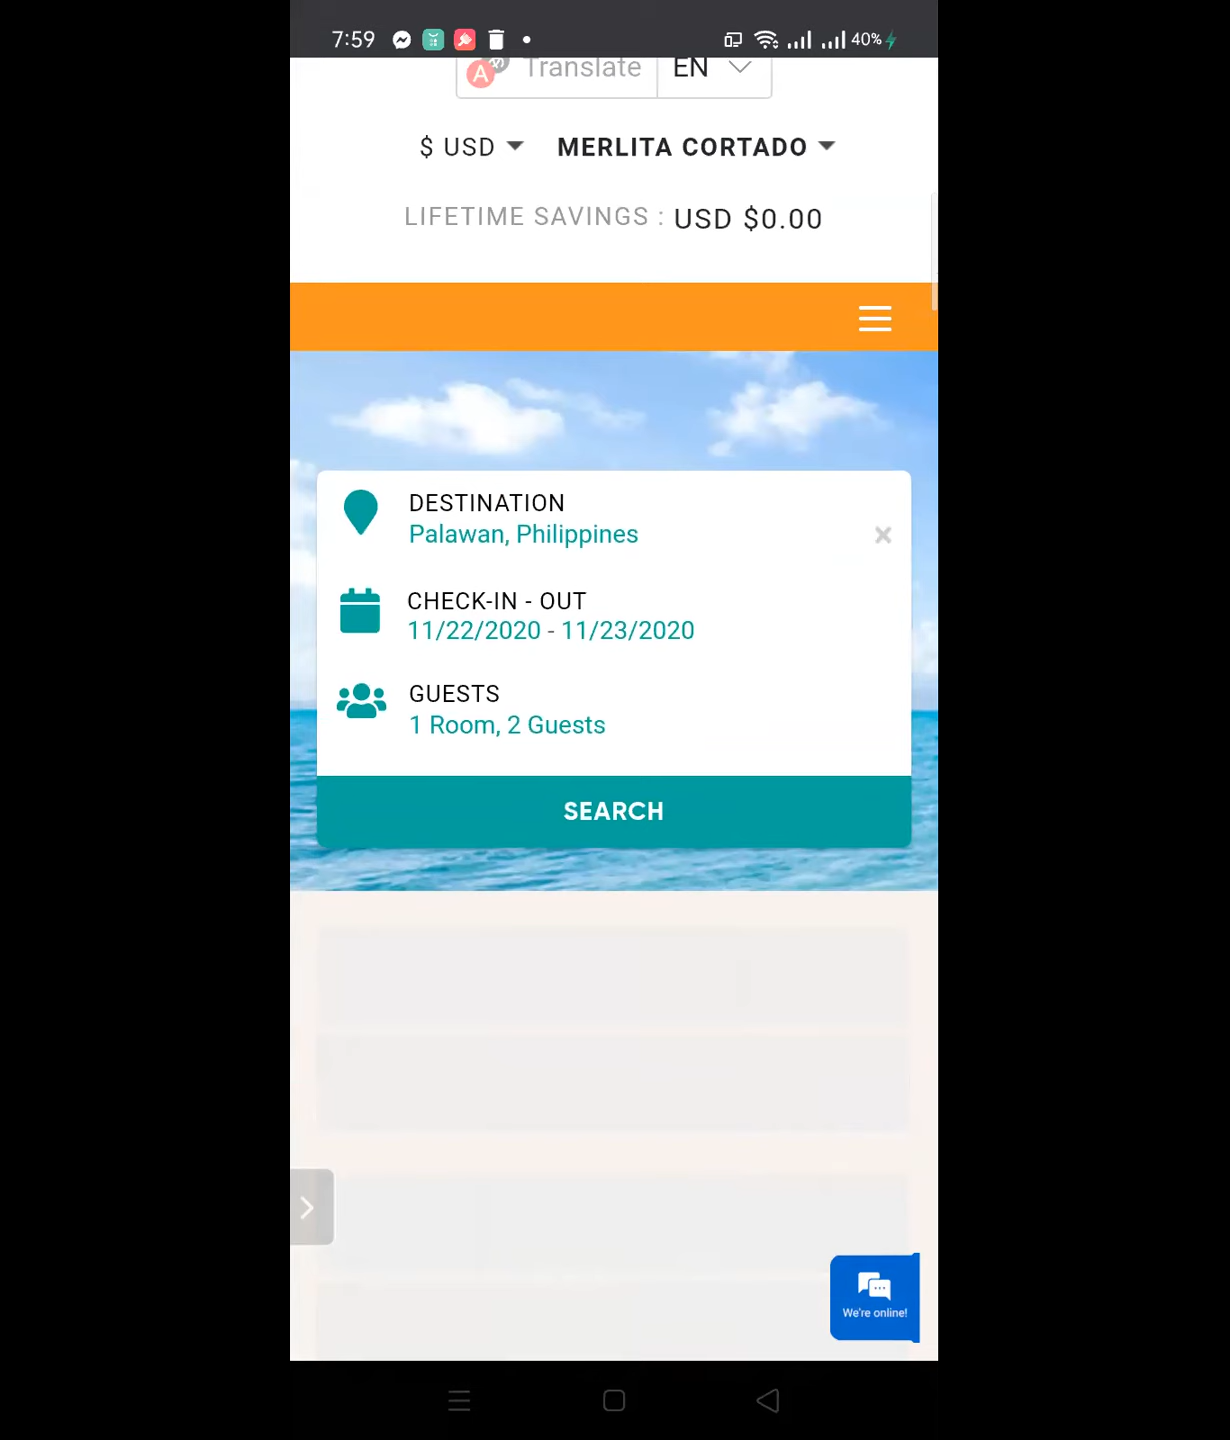 7:59 40%
A Translate EN
$ USD MERLITA CORTADO
LIFETIME SAVINGS : USD $0.00
DESTINATION
Palawan, Philippines
CHECK-IN - OUT
11/22/2020 - 11/23/2020
GUESTS
1 Room, 2 Guests
SEARCH
We're online!